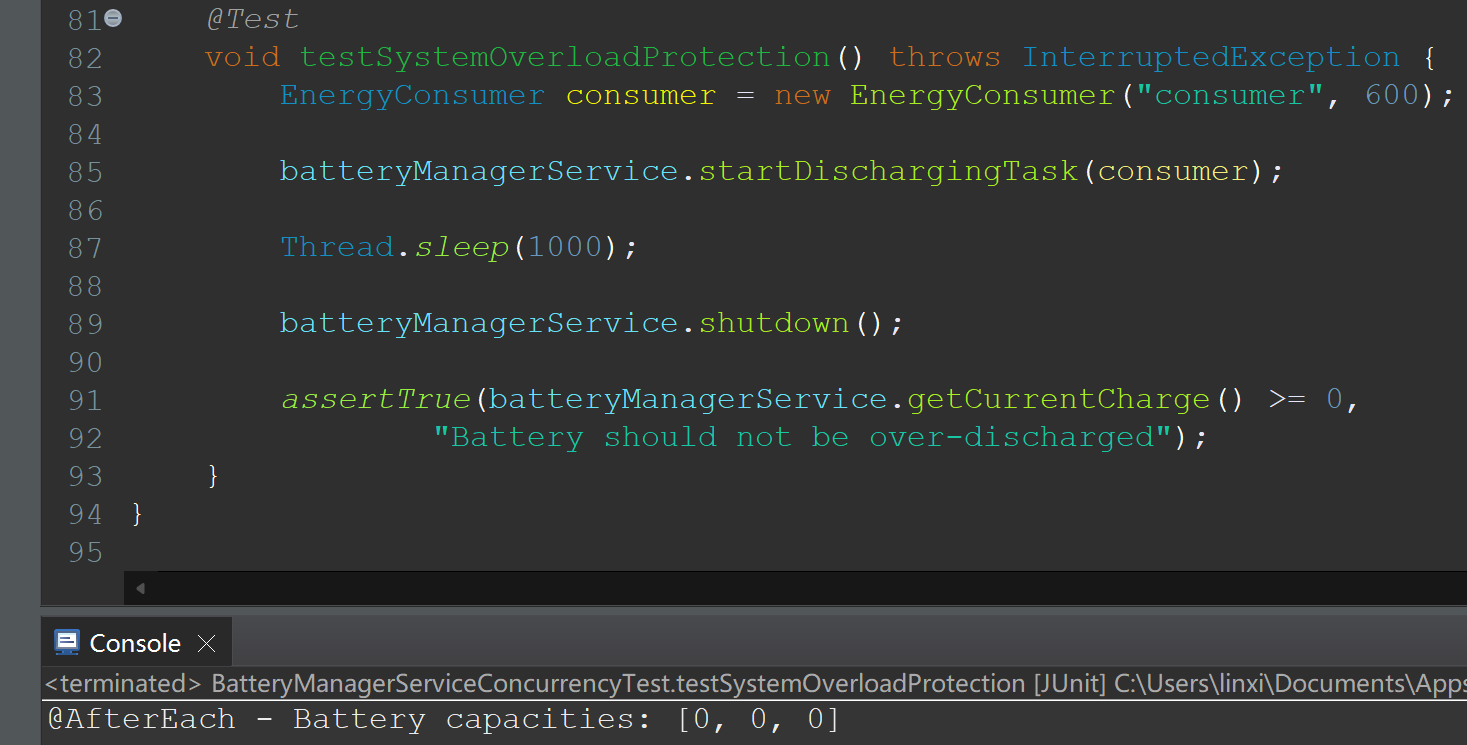 81 @Test
82 void testSystemOverloadProtection() throws InterruptedException {
83 EnergyConsumer consumer = new EnergyConsumer("consumer", 600);
84
85 batteryManagerService.startDischargingTask(consumer);
86
87 Thread.sleep(1000);
88
89 batteryManagerService.shutdown();
90
91 assertTrue(batteryManagerService.getCurrentCharge() >= 0,
92 "Battery should not be over-discharged");
93 }
94 }
95
Console
<terminated> BatteryManagerServiceConcurrencyTest.testSystemOverloadProtection [JUnit] C:\Users\linxi\Documents\Apps
@AfterEach - Battery capacities: [0, 0, 0]